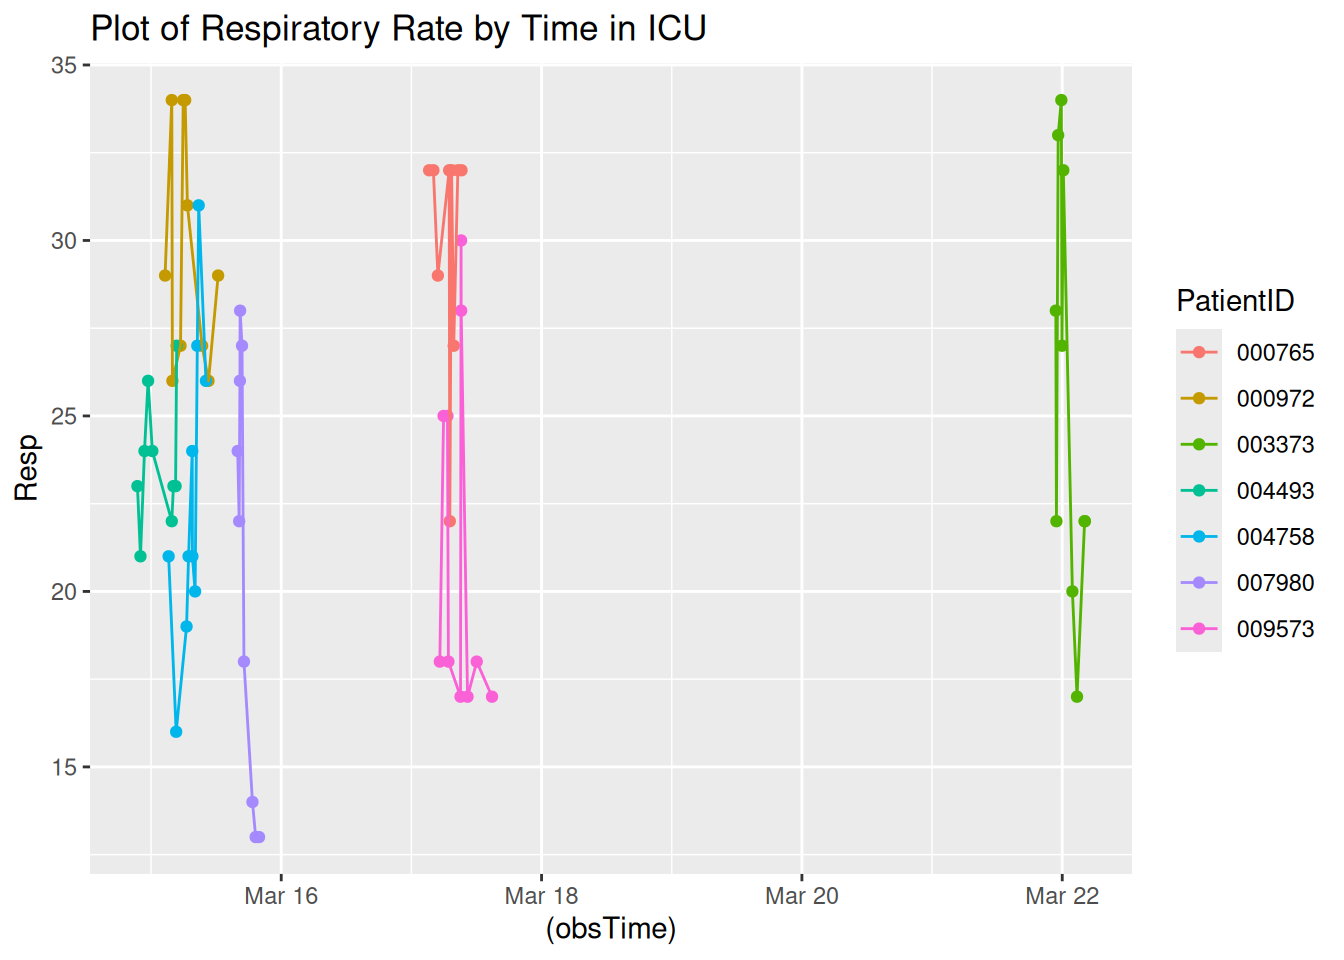 Plot of Respiratory Rate by Time in ICU
35
30
25
20
15
Resp
Mar 16
Mar 18
Mar 20
Mar 22
(obsTime)
PatientID
000765
000972
003373
004493
004758
007980
009573